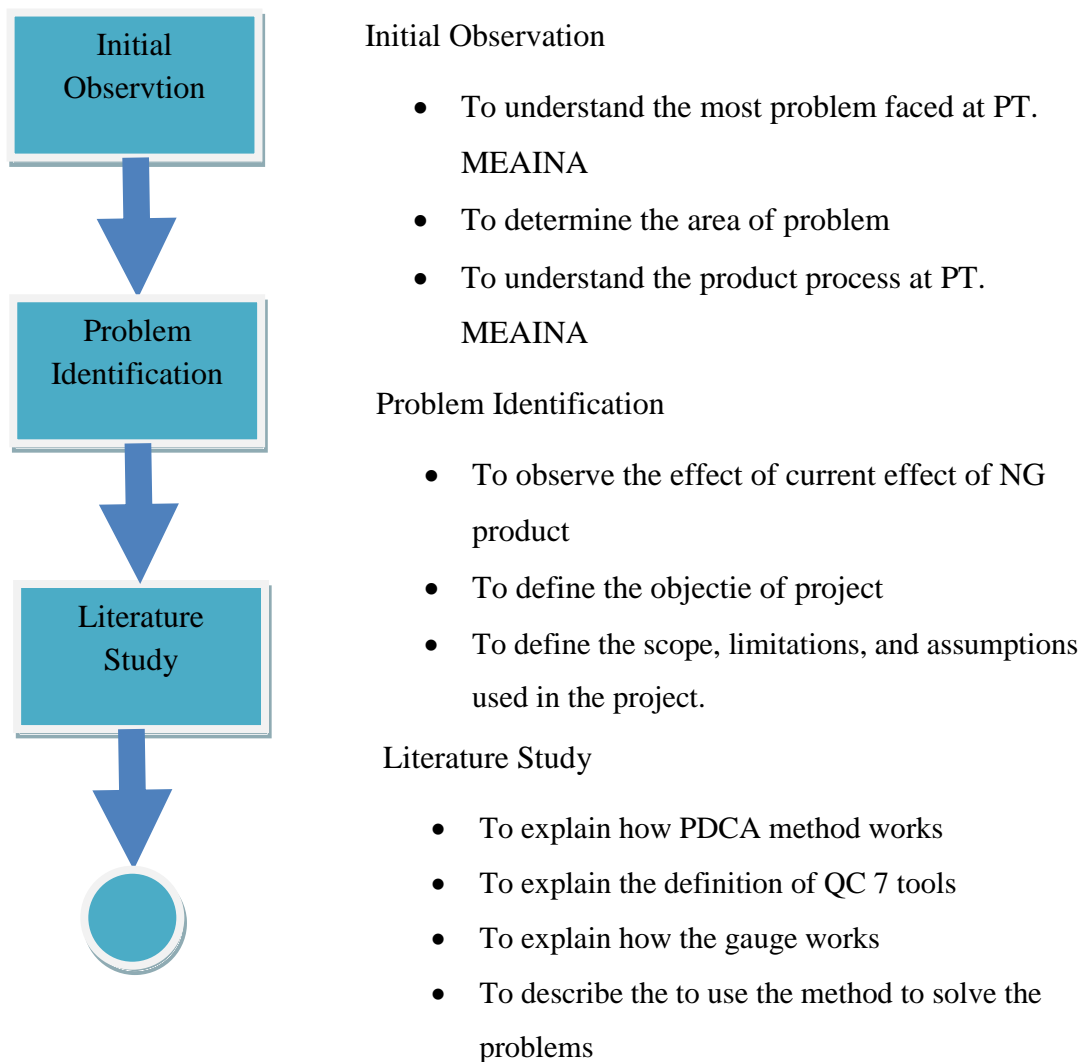 Initial
Observtion
Initial Observation
• To understand the most problem faced at PT.
MEAINA
• To determine the area of problem
• To understand the product process at PT.
MEAINA
Problem
Identification
Problem Identification
• To observe the effect of current effect of NG
product
• To define the objectie of project
• To define the scope, limitations, and assumptions
used in the project.
Literature
Study
Literature Study
• To explain how PDCA method works
• To explain the definition of QC 7 tools
• To explain how the gauge works
• To describe the to use the method to solve the
problems